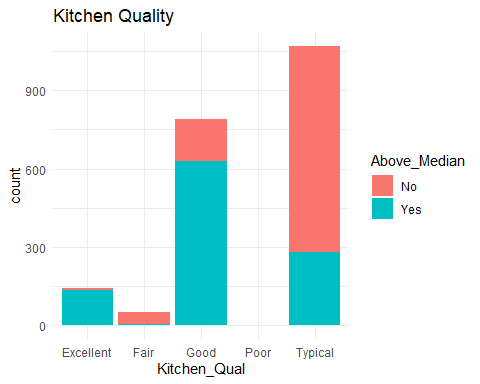 Kitchen Quality
count
900
600
300
0
Excellent
Fair
Good
Poor
Typical
Kitchen_Qual
Above_Median
No
Yes